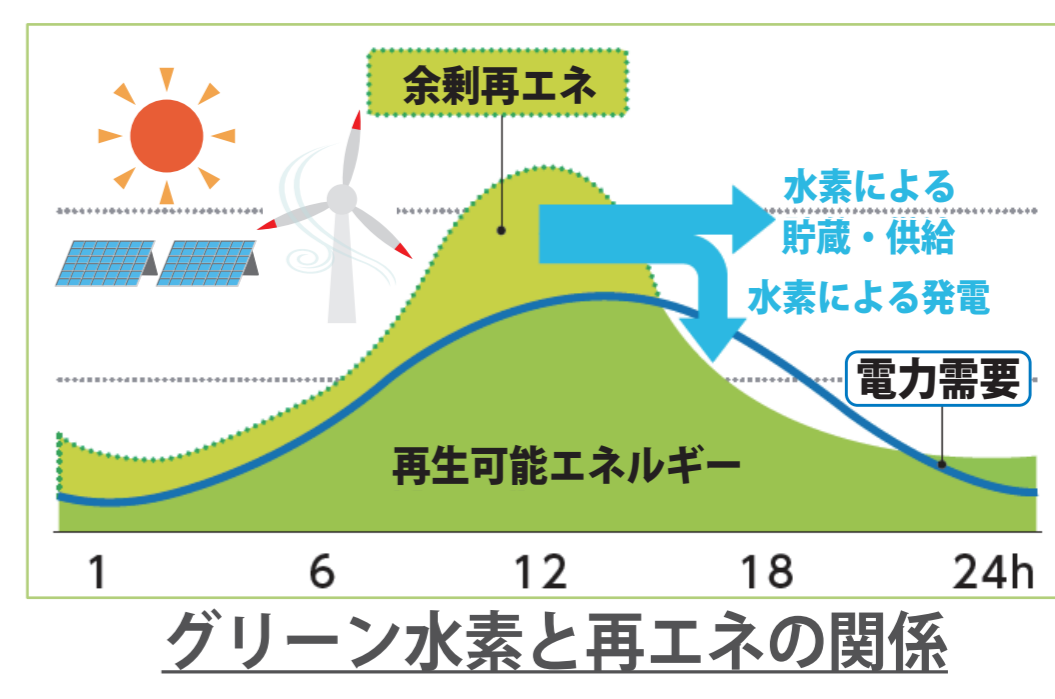 余剰再エネ
水素による
貯蔵・供給
水素による発電
電力需要
再生可能エネルギー
1 6 12 18 24h
グリーン水素と再エネの関係